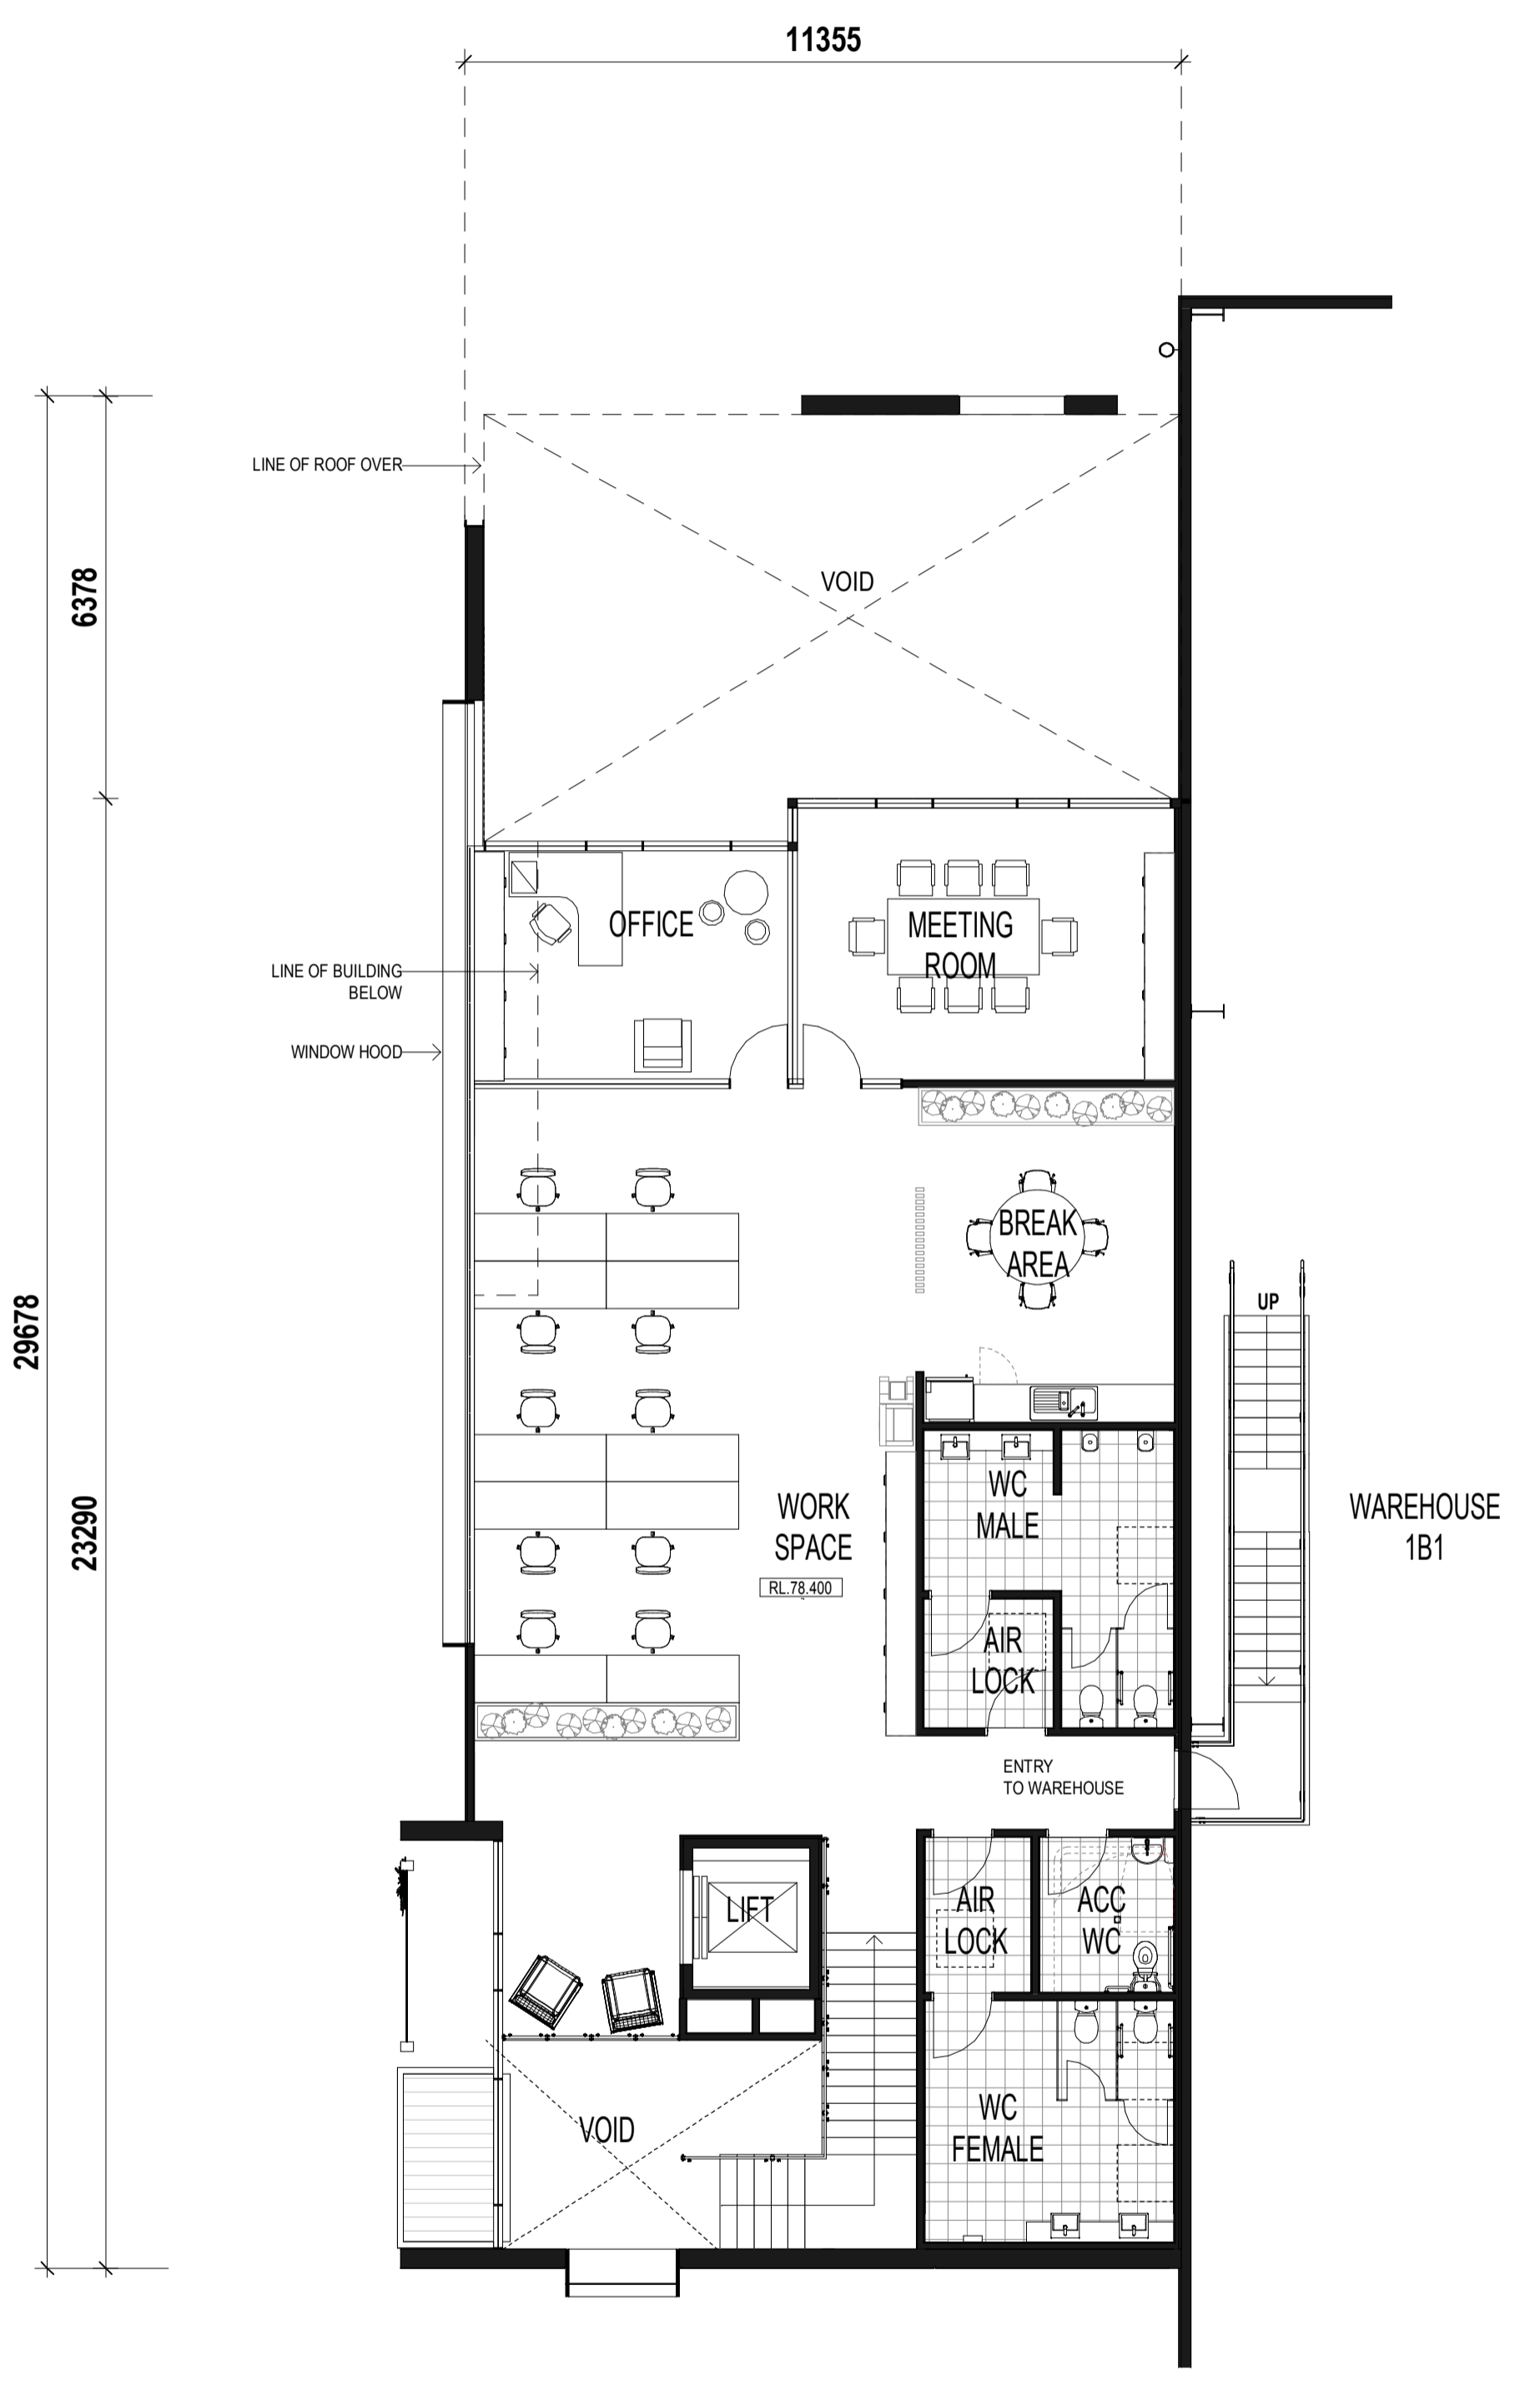 11355
LINE OF ROOF OVER
6378
VOID
OFFICE
MEETING
ROOM
LINE OF BUILDING
BELOW
WINDOW HOOD
BREAK
AREA
UP
29678
23290
WORK
SPACE
RL.78.400
WC
MALE
WAREHOUSE
1B1
AIR
LOCK
ENTRY
TO WAREHOUSE
LIFT
AIR
LOCK
ACC
WC
VOID
WC
FEMALE